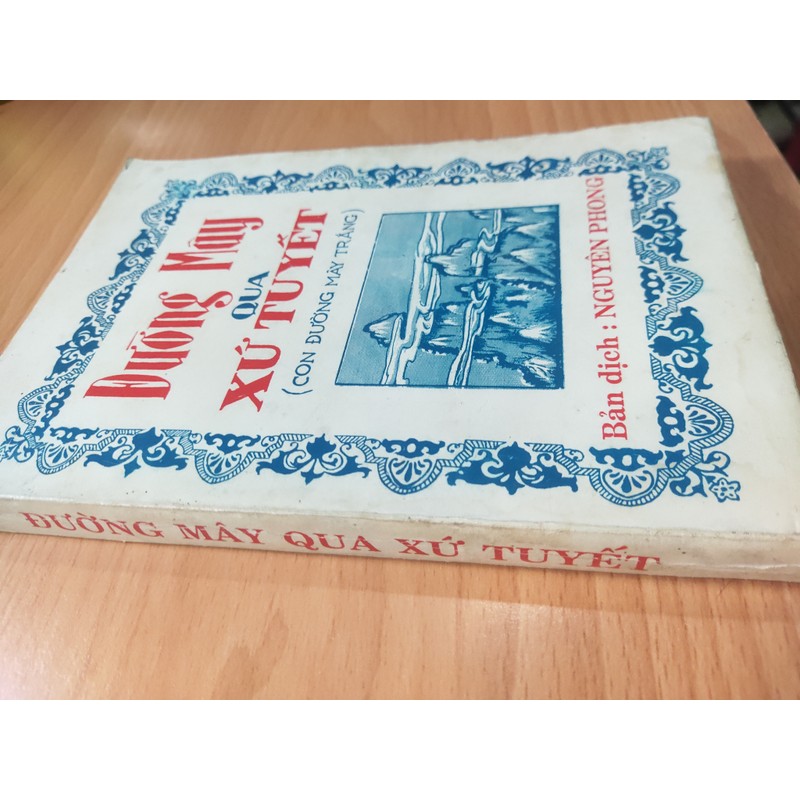 Đường Mây
QUA
XỨ TUYẾT
(CON ĐƯỜNG MÂY TRẮNG)
Bản dịch : NGUYÊN PHONG
ĐƯỜNG MÂY QUA XỨ TUYẾT